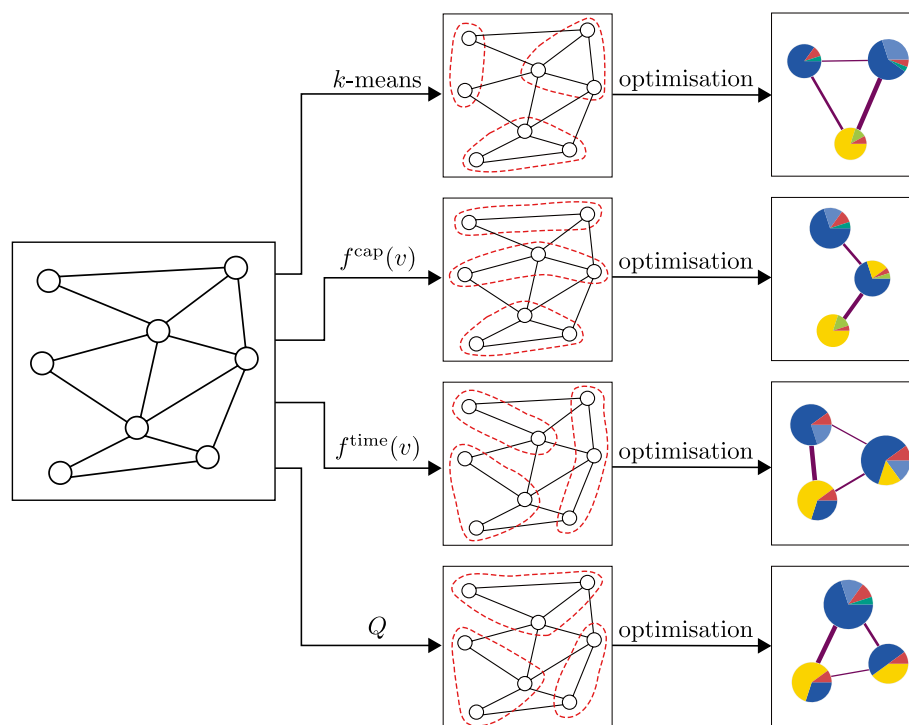 k-means
optimisation
f^cap(v)
optimisation
f^time(v)
optimisation
Q
optimisation